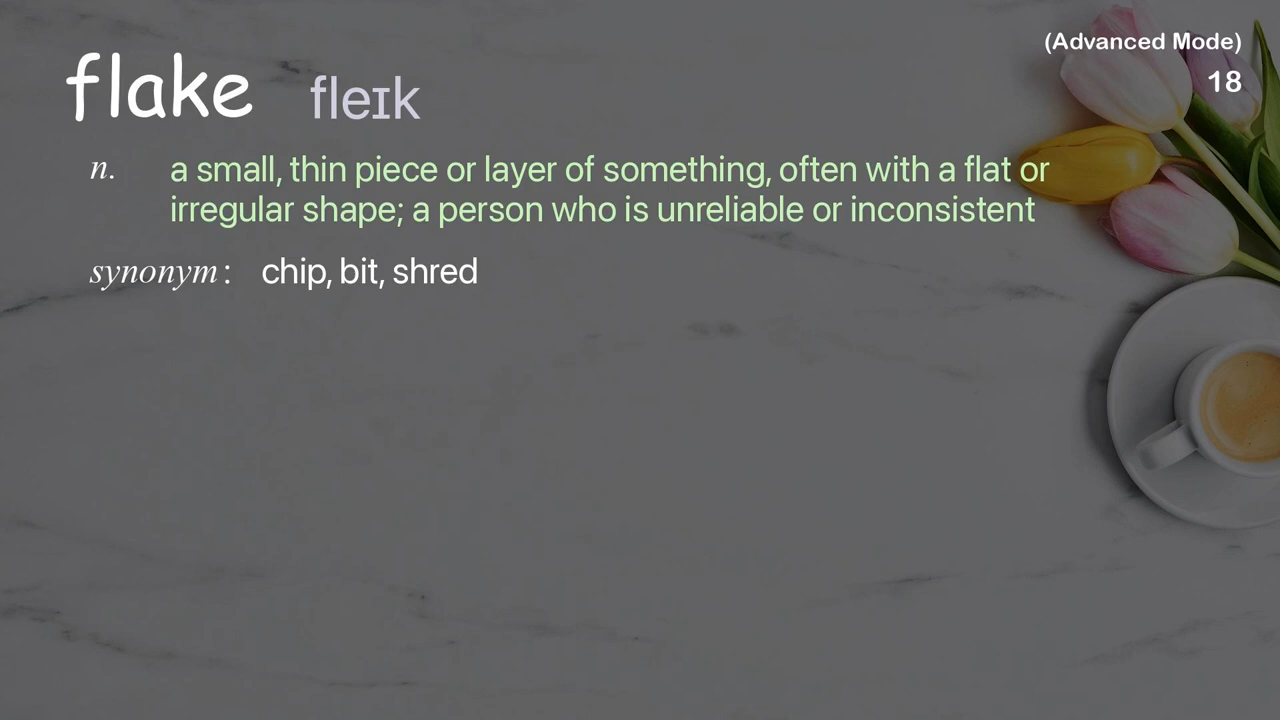 (Advanced Mode)
18
flake fleɪk
n. a small, thin piece or layer of something, often with a flat or
irregular shape; a person who is unreliable or inconsistent
synonym: chip, bit, shred